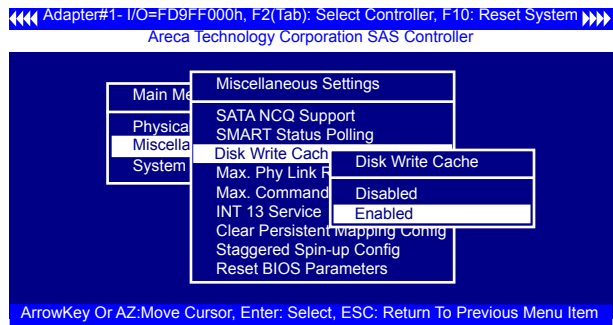 Adapter#1- I/O=FD9FF000h, F2(Tab): Select Controller, F10: Reset System
Areca Technology Corporation SAS Controller
Main Me
Physica
Miscella
System
Miscellaneous Settings
SATA NCQ Support
SMART Status Polling
Disk Write Cach
Max. Phy Link R
Max. Command
INT 13 Service
Clear Persistent Mapping Config
Staggered Spin-up Config
Reset BIOS Parameters
Disk Write Cache
Disabled
Enabled
ArrowKey Or AZ:Move Cursor, Enter: Select, ESC: Return To Previous Menu Item